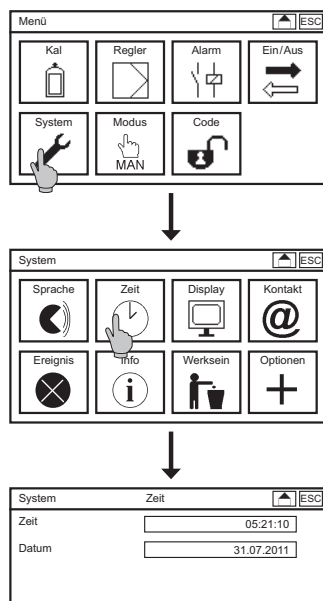 Menü ESC
Kal Regler Alarm Ein/Aus
System Modus Code
MAN
System ESC
Sprache Zeit Display Kontakt
@
Ereignis Info Werksein Optionen
i
System Zeit ESC
Zeit 05:21:10
Datum 31.07.2011